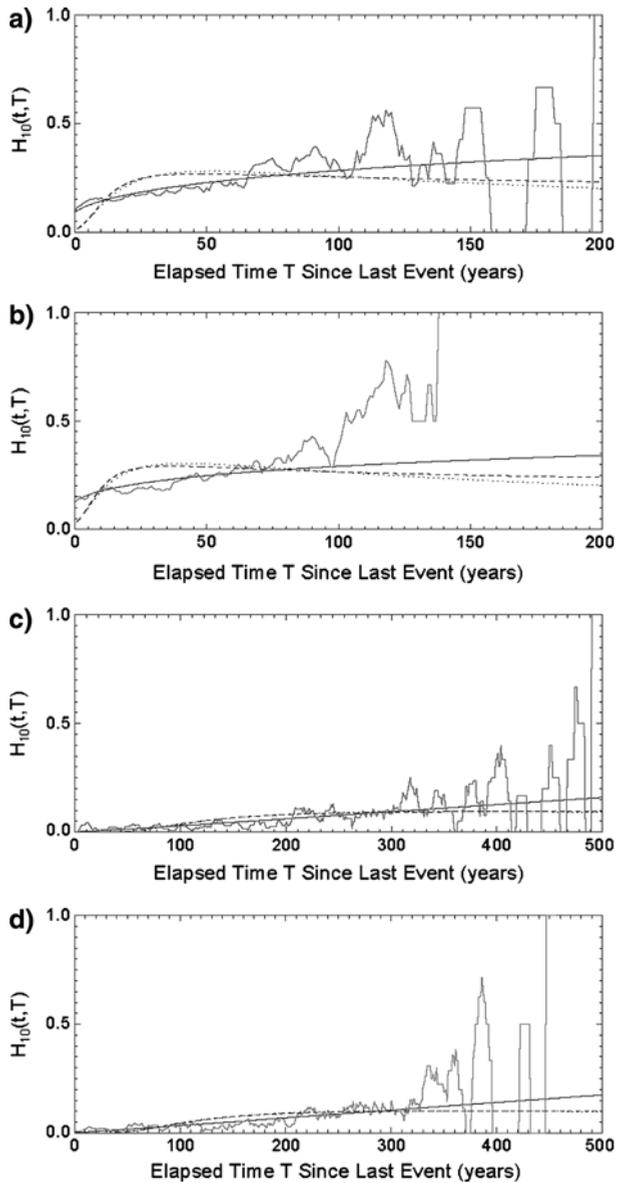 a)
1.0
0.5
0.0
H10(t,T)
0 50 100 150 200
Elapsed Time T Since Last Event (years)
b)
1.0
0.5
0.0
H10(t,T)
0 50 100 150 200
Elapsed Time T Since Last Event (years)
c)
1.0
0.5
0.0
H10(t,T)
0 100 200 300 400 500
Elapsed Time T Since Last Event (years)
d)
1.0
0.5
0.0
H10(t,T)
0 100 200 300 400 500
Elapsed Time T Since Last Event (years)